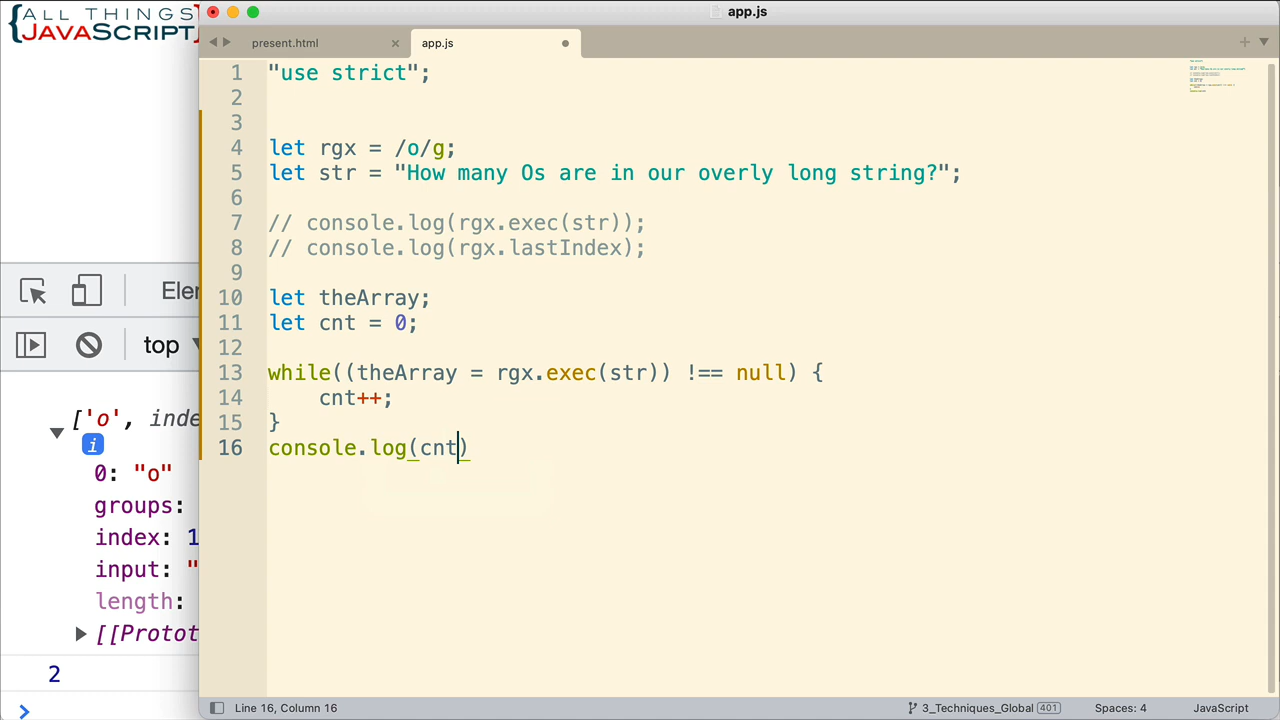 ALL THINGS
JAVASCRIPT
app.js
present.html
app.js
1 "use strict";
2
3
4 let rgx = /o/g;
5 let str = "How many Os are in our overly long string?";
6
7 // console.log(rgx.exec(str));
8 // console.log(rgx.lastIndex);
9
10 let theArray;
11 let cnt = 0;
12
13 while((theArray = rgx.exec(str)) !== null) {
14 cnt++;
15 }
16 console.log(cnt)
Ele
top
['o', inde
i
0: "o"
groups:
index: 1
input: "
length:
[[Protot
2
Line 16, Column 16
3_Techniques_Global 401
Spaces: 4
JavaScript